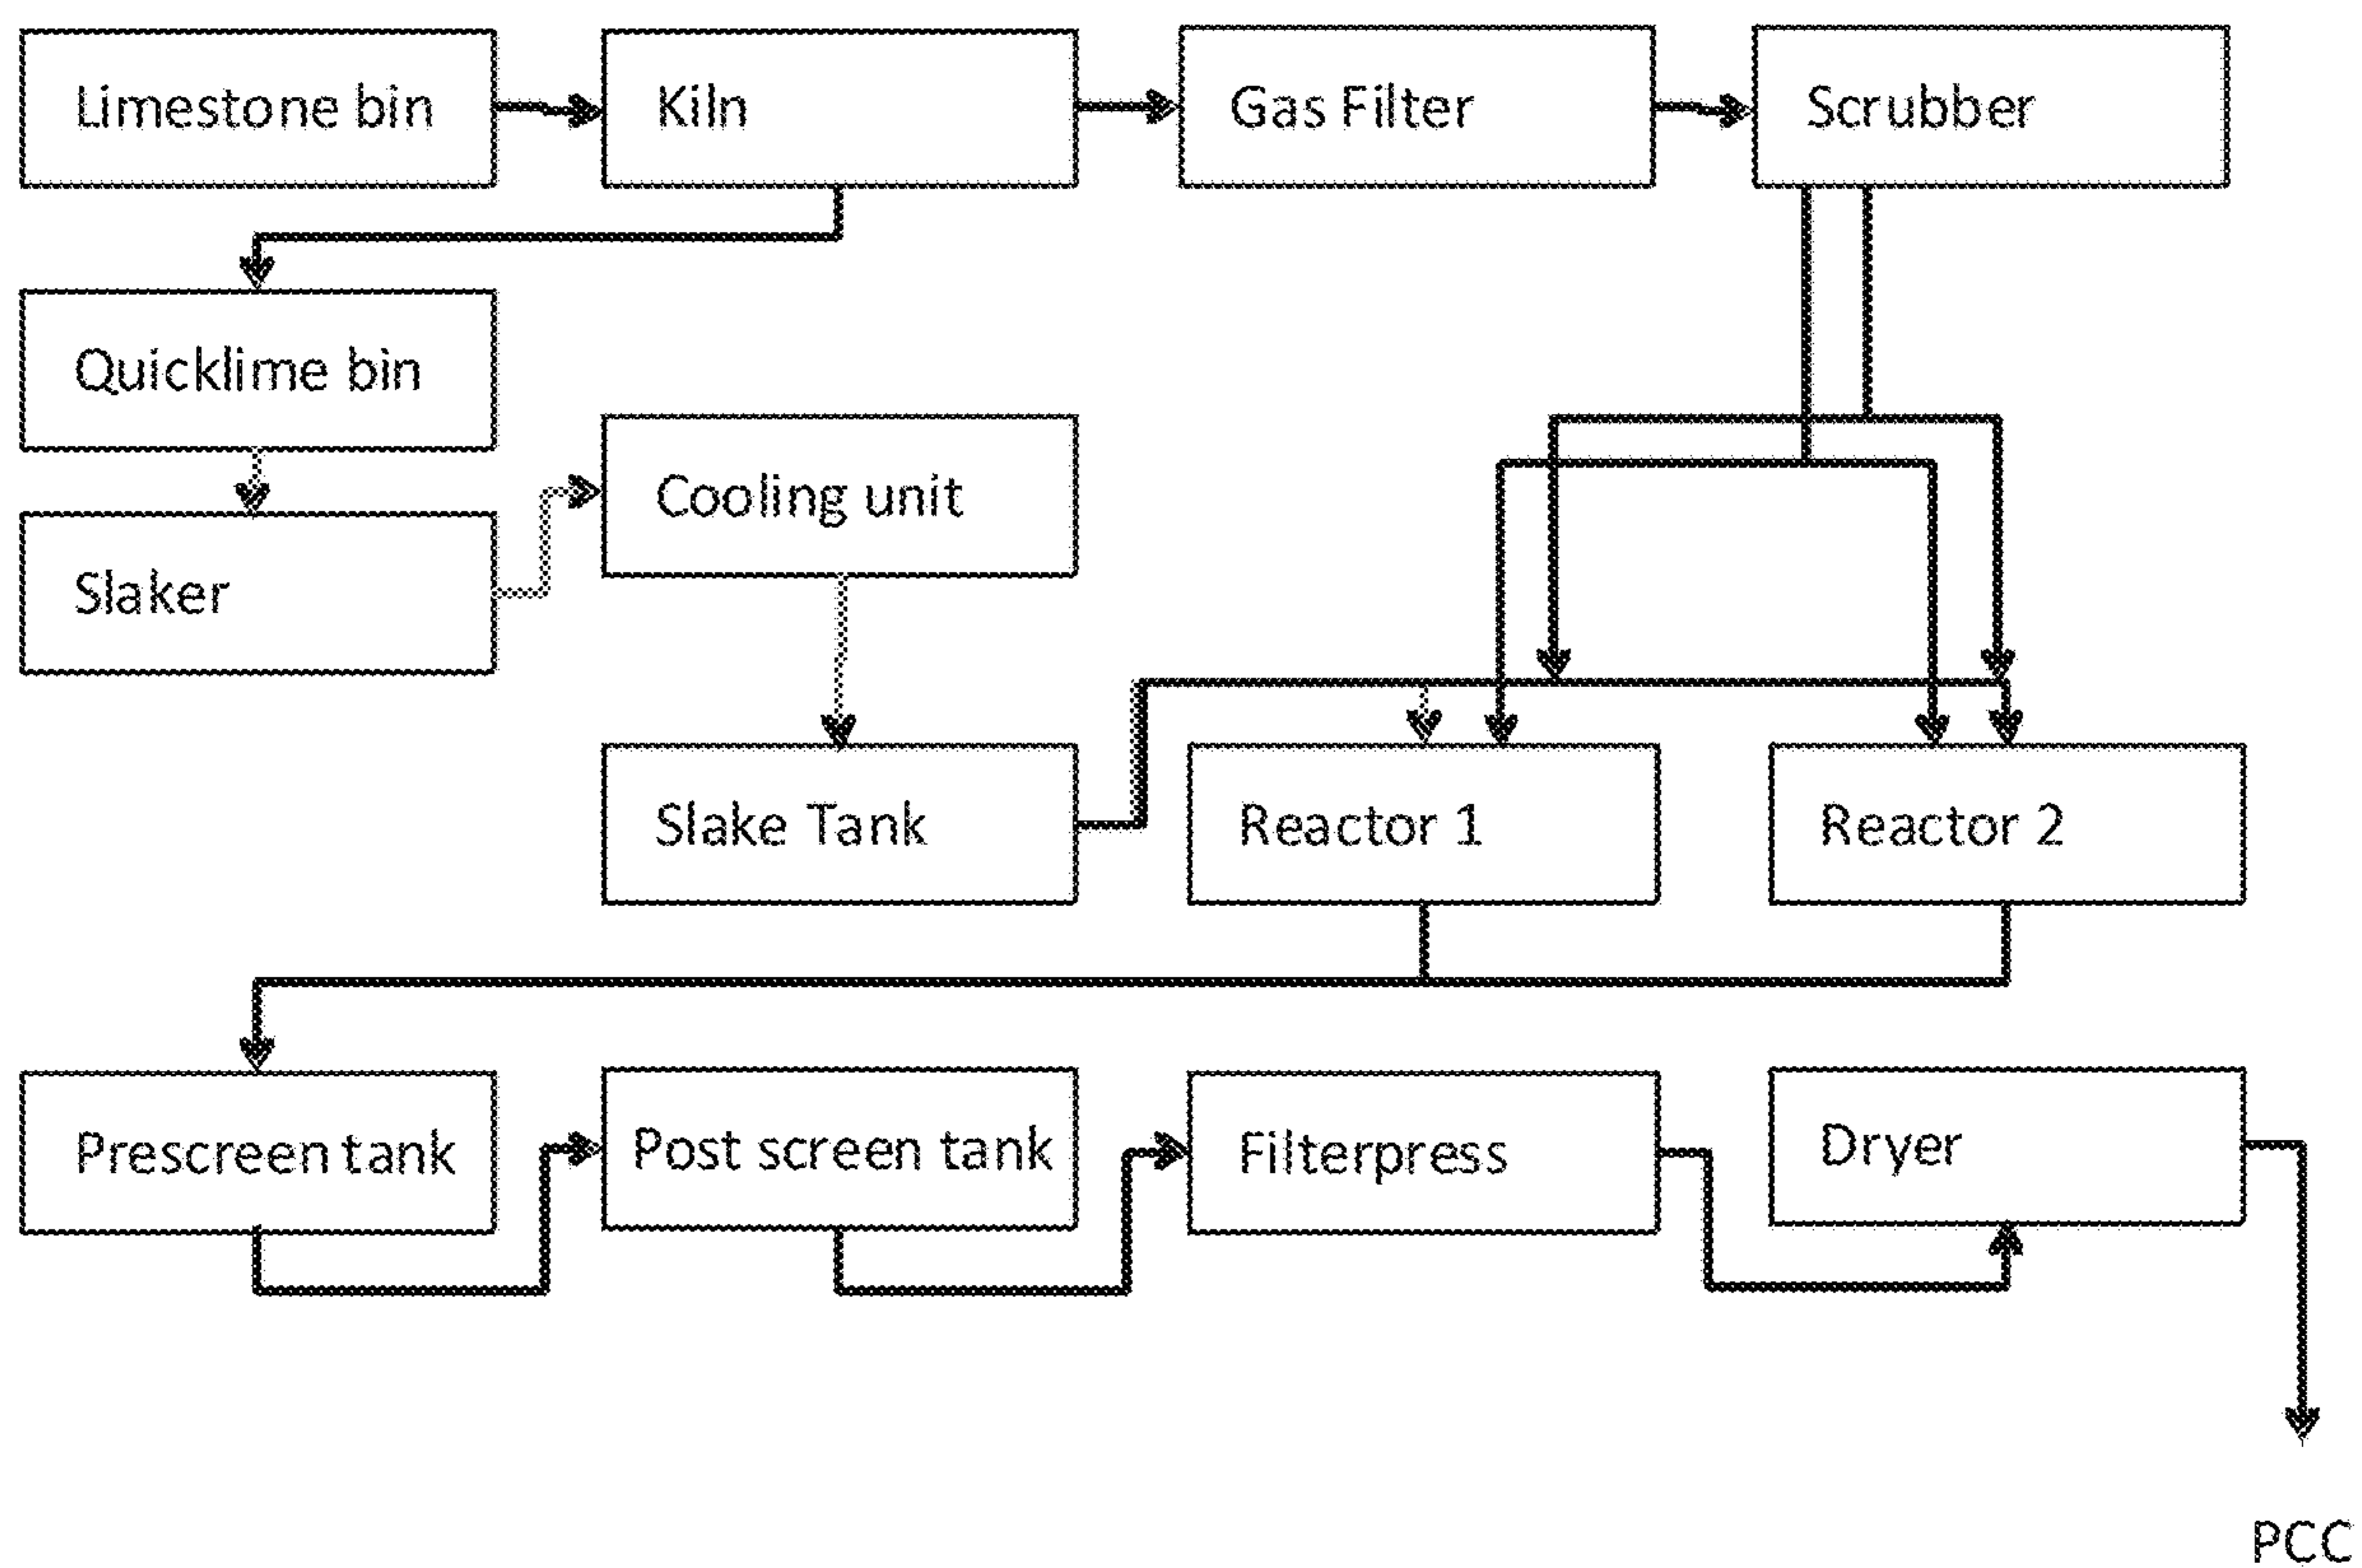 Limestone bin
Kiln
Gas Filter
Scrubber
Quicklime bin
Cooling unit
Slaker
Slake Tank
Reactor 1
Reactor 2
Prescreen tank
Post screen tank
Filterpress
Dryer
PCC